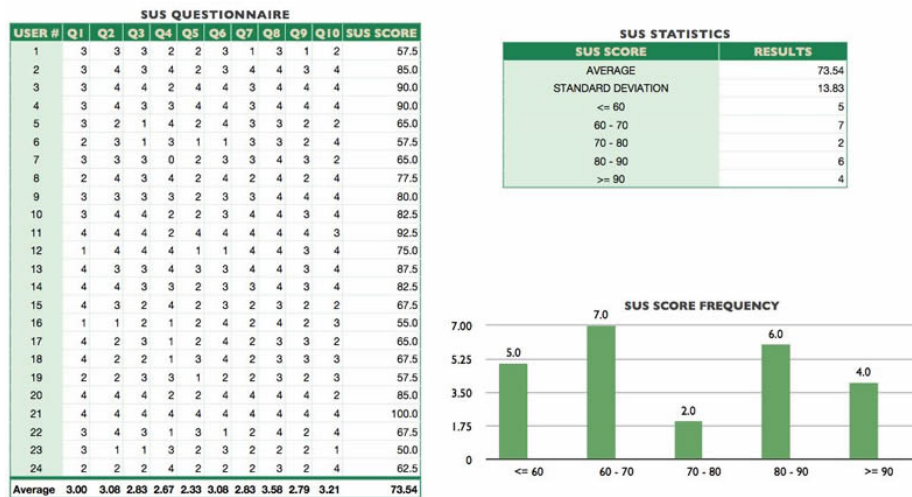 SUS QUESTIONNAIRE
USER # Q1 Q2 Q3 Q4 Q5 Q6 Q7 Q8 Q9 Q10 SUS SCORE
1 3 3 3 2 2 3 1 3 1 2 57.5
2 3 4 3 4 2 3 4 4 3 4 85.0
3 3 4 4 2 4 4 3 4 4 4 90.0
4 3 4 3 3 4 4 3 4 4 4 90.0
5 3 2 1 4 2 4 3 3 2 2 65.0
6 2 3 1 3 1 1 3 3 2 4 57.5
7 3 3 3 0 2 3 3 4 3 2 65.0
8 2 4 3 4 2 4 2 4 2 4 77.5
9 3 3 3 3 2 3 3 4 4 4 80.0
10 3 4 4 2 2 3 4 4 3 4 82.5
11 4 4 4 2 4 4 4 4 4 3 92.5
12 1 4 4 4 1 1 4 4 3 4 75.0
13 4 3 3 4 3 3 4 4 3 4 87.5
14 4 4 3 3 2 3 3 4 3 4 82.5
15 4 3 2 4 2 3 2 3 2 2 67.5
16 1 1 2 1 2 4 2 4 2 3 55.0
17 4 2 3 1 2 4 2 3 3 2 65.0
18 4 2 2 1 3 4 2 3 3 3 67.5
19 2 2 3 3 1 2 2 3 2 3 57.5
20 4 4 4 2 2 4 4 4 4 2 85.0
21 4 4 4 4 4 4 4 4 4 4 100.0
22 3 4 3 1 3 1 2 4 2 4 67.5
23 3 1 1 3 2 3 2 2 2 1 50.0
24 2 2 2 4 2 2 2 3 2 4 62.5
Average 3.00 3.08 2.83 2.67 2.33 3.08 2.83 3.58 2.79 3.21 73.54
SUS STATISTICS
SUS SCORE RESULTS
AVERAGE 73.54
STANDARD DEVIATION 13.83
<= 60 5
60 - 70 7
70 - 80 2
80 - 90 6
>= 90 4
SUS SCORE FREQUENCY
7.00
5.25
3.50
1.75
0
5.0
7.0
2.0
6.0
4.0
<= 60 60 - 70 70 - 80 80 - 90 >= 90